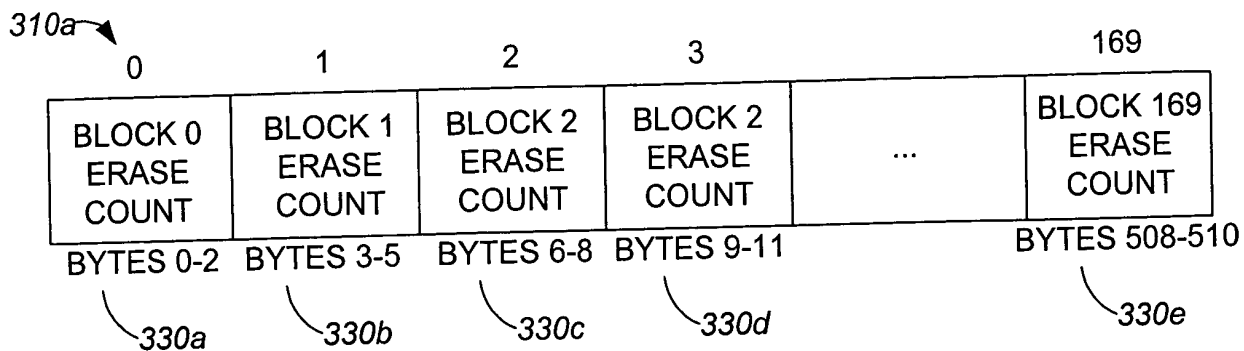 310a
0 1 2 3 169
BLOCK 0 ERASE COUNT
BLOCK 1 ERASE COUNT
BLOCK 2 ERASE COUNT
BLOCK 2 ERASE COUNT
...
BLOCK 169 ERASE COUNT
BYTES 0-2 BYTES 3-5 BYTES 6-8 BYTES 9-11 BYTES 508-510
330a 330b 330c 330d 330e